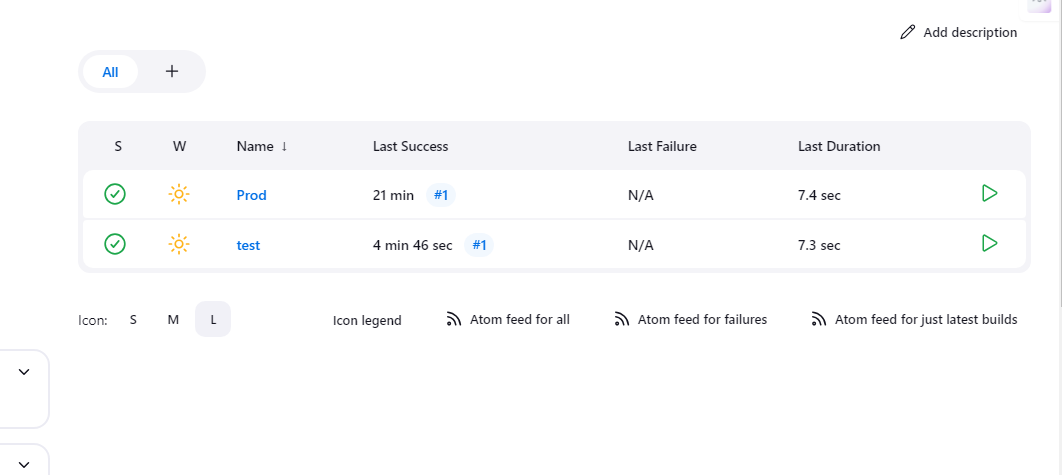 Add description
All +
S W Name ↓ Last Success Last Failure Last Duration
Prod 21 min #1 N/A 7.4 sec
test 4 min 46 sec #1 N/A 7.3 sec
Icon: S M L Icon legend Atom feed for all Atom feed for failures Atom feed for just latest builds